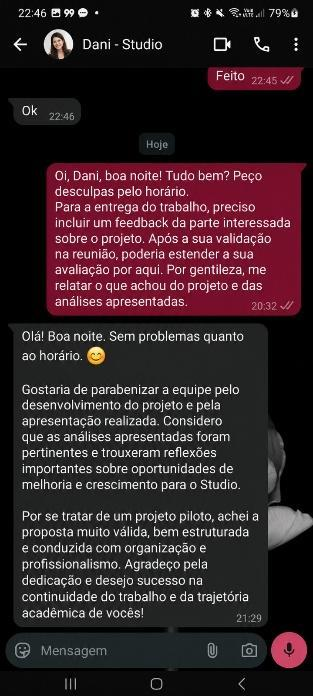 22:46 99 79%
Dani - Studio
Feito 22:45
Ok 22:46
Hoje
Oi, Dani, boa noite! Tudo bem? Peço
desculpas pelo horário.
Para a entrega do trabalho, preciso
incluir um feedback da parte interessada
sobre o projeto. Após a sua validação
na reunião, poderia estender a sua
avaliação por aqui. Por gentileza, me
relatar o que achou do projeto e das
análises apresentadas.
20:32
Olá! Boa noite. Sem problemas quanto
ao horário. 😊
Gostaria de parabenizar a equipe pelo
desenvolvimento do projeto e pela
apresentação realizada. Considero
que as análises apresentadas foram
pertinentes e trouxeram reflexões
importantes sobre oportunidades de
melhoria e crescimento para o Studio.
Por se tratar de um projeto piloto, achei a
proposta muito válida, bem estruturada
e conduzida com organização e
profissionalismo. Agradeço pela
dedicação e desejo sucesso na
continuidade do trabalho e da trajetória
acadêmica de vocês!
21:29
Mensagem